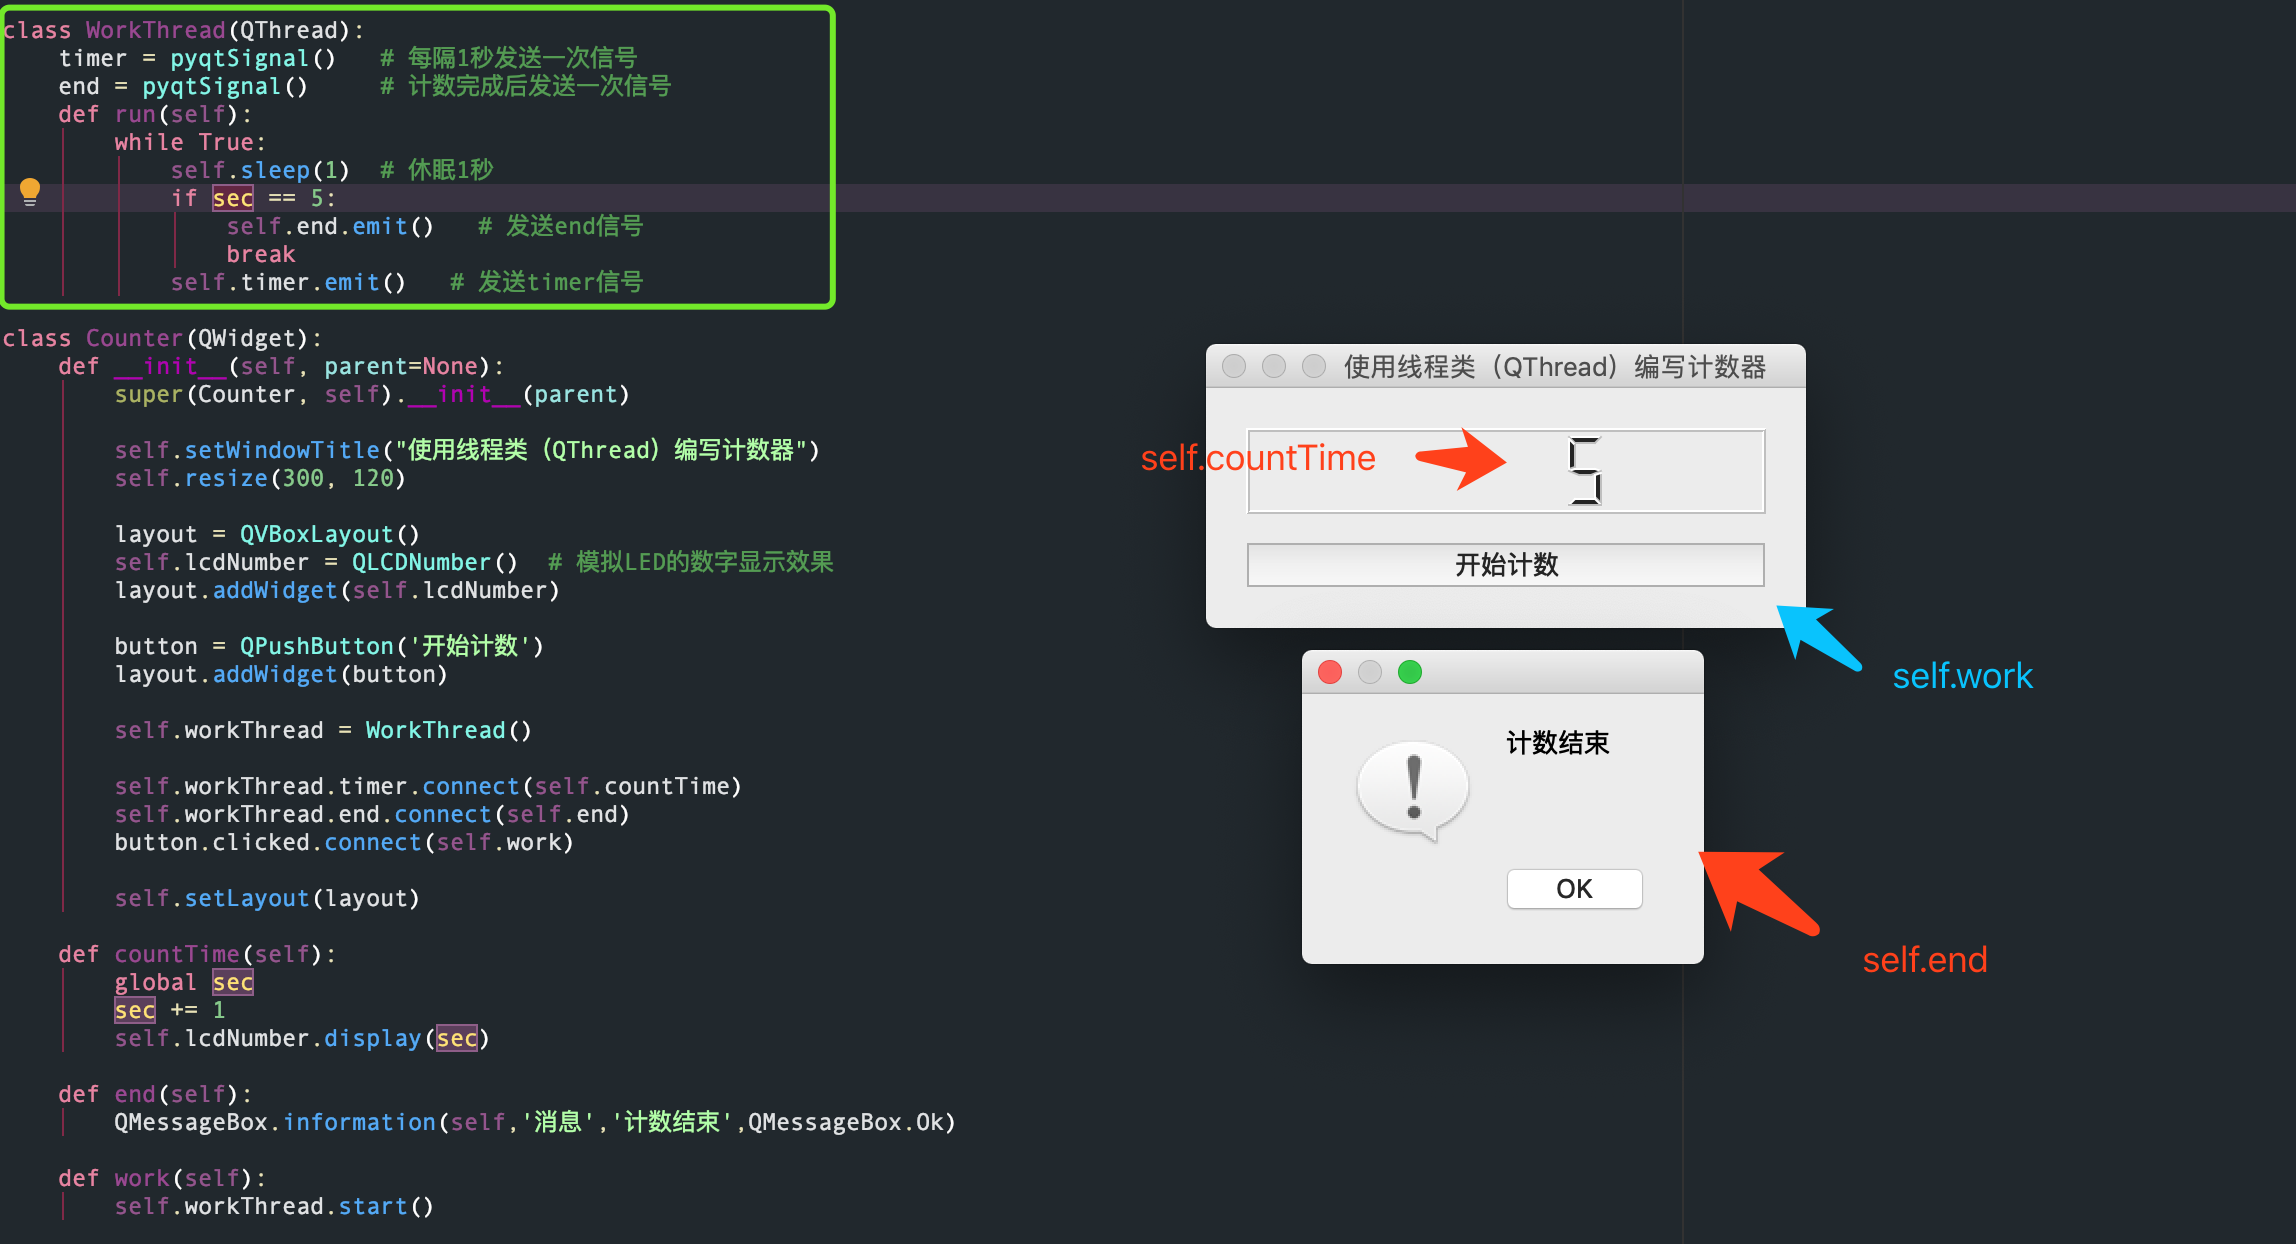 class WorkThread(QThread):
    timer = pyqtSignal()   # 每隔1秒发送一次信号
    end = pyqtSignal()     # 计数完成后发送一次信号
    def run(self):
        while True:
            self.sleep(1)  # 休眠1秒
            if sec == 5:
                self.end.emit()   # 发送end信号
                break
            self.timer.emit()   # 发送timer信号
class Counter(QWidget):
    def __init__(self, parent=None):
        super(Counter, self).__init__(parent)
        self.setWindowTitle("使用线程类（QThread）编写计数器")
        self.resize(300, 120)
        layout = QVBoxLayout()
        self.lcdNumber = QLCDNumber()  # 模拟LED的数字显示效果
        layout.addWidget(self.lcdNumber)
        button = QPushButton('开始计数')
        layout.addWidget(button)
        self.workThread = WorkThread()
        self.workThread.timer.connect(self.countTime)
        self.workThread.end.connect(self.end)
        button.clicked.connect(self.work)
        self.setLayout(layout)
    def countTime(self):
        global sec
        sec += 1
        self.lcdNumber.display(sec)
    def end(self):
        QMessageBox.information(self,'消息','计数结束',QMessageBox.Ok)
    def work(self):
        self.workThread.start()
使用线程类（QThread）编写计数器
self.countTime
5
开始计数
self.work
计数结束
OK
self.end